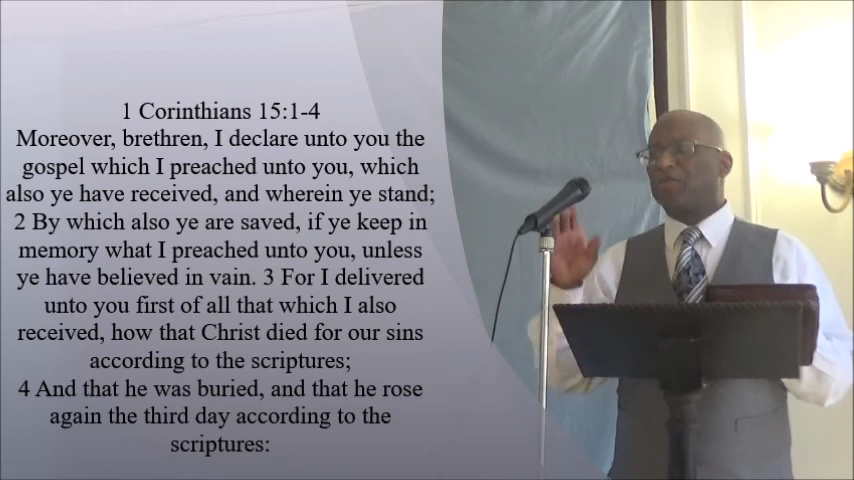 1 Corinthians 15:1-4
Moreover, brethren, I declare unto you the
gospel which I preached unto you, which
also ye have received, and wherein ye stand;
2 By which also ye are saved, if ye keep in
memory what I preached unto you, unless
ye have believed in vain. 3 For I delivered
unto you first of all that which I also
received, how that Christ died for our sins
according to the scriptures;
4 And that he was buried, and that he rose
again the third day according to the
scriptures: